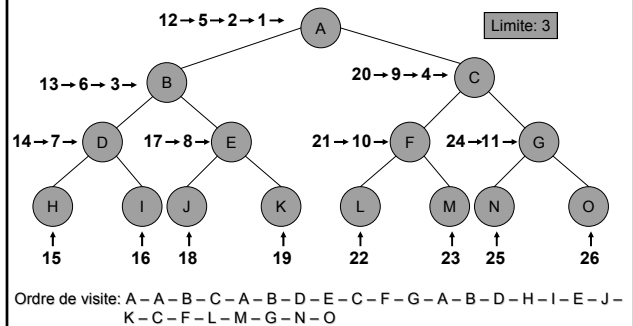 12→5→2→1→ A
Limite: 3
13→6→3→ B
20→9→4→ C
14→7→ D 17→8→ E 21→10→ F 24→11→ G
H I J K L M N O
15 16 18 19 22 23 25 26
Ordre de visite: A – A – B – C – A – B – D – E – C – F – G – A – B – D – H – I – E – J –
K – C – F – L – M – G – N – O